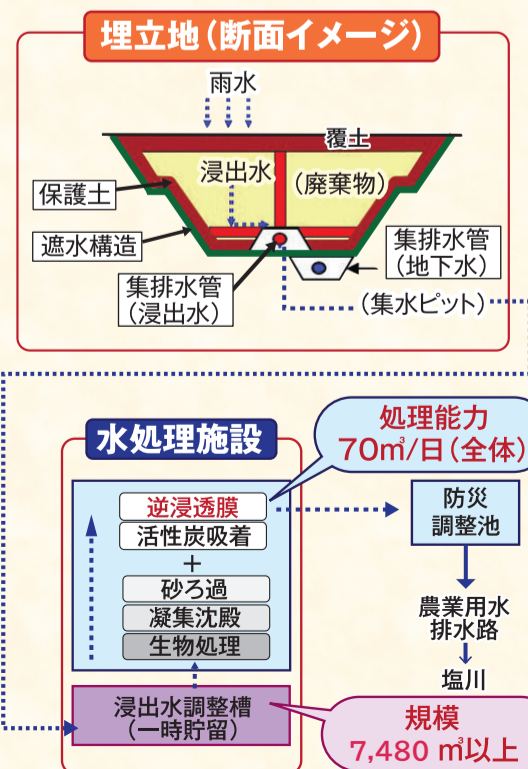 埋立地(断面イメージ)
雨水
覆土
浸出水
(廃棄物)
保護土
遮水構造
集排水管
(浸出水)
集排水管
(地下水)
(集水ピット)
水処理施設
処理能力
70㎥/日(全体)
逆浸透膜
活性炭吸着
+
砂ろ過
凝集沈殿
生物処理
浸出水調整槽
(一時貯留)
防災
調整池
農業用水
排水路
塩川
規模
7,480 ㎥以上